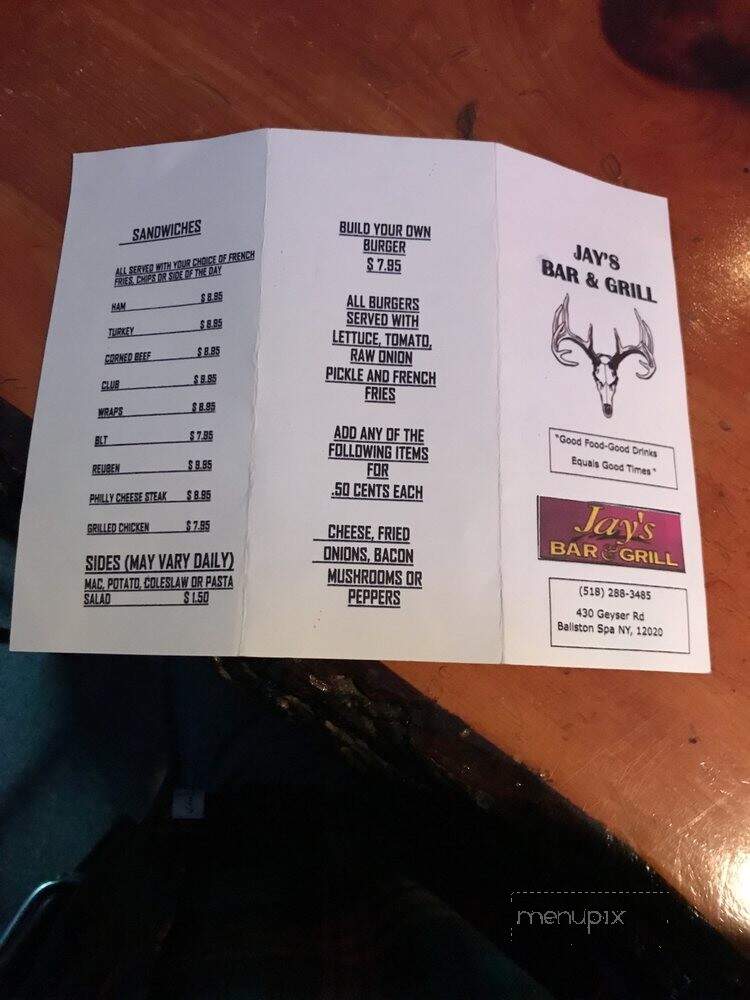 SANDWICHES
ALL SERVED WITH YOUR CHOICE OF FRENCH
FRIES, CHIPS OR SIDE OF THE DAY
HAM $ 8.95
TURKEY $ 8.95
CORNED BEEF $ 8.95
CLUB $ 9.95
WRAPS $ 8.95
BLT $ 7.95
REUBEN $ 9.95
PHILLY CHEESE STEAK $ 8.95
GRILLED CHICKEN $ 7.95
SIDES (MAY VARY DAILY)
MAC, POTATO, COLESLAW OR PASTA
SALAD $ 1.50
BUILD YOUR OWN
BURGER
$ 7.95
ALL BURGERS
SERVED WITH
LETTUCE, TOMATO,
RAW ONION
PICKLE AND FRENCH
FRIES
ADD ANY OF THE
FOLLOWING ITEMS
FOR
.50 CENTS EACH
CHEESE, FRIED
ONIONS, BACON
MUSHROOMS OR
PEPPERS
JAY'S
BAR & GRILL
"Good Food-Good Drinks
Equals Good Times"
Jay's
BAR & GRILL
(518) 288-3485
430 Geyser Rd
Ballston Spa NY, 12020
menupix